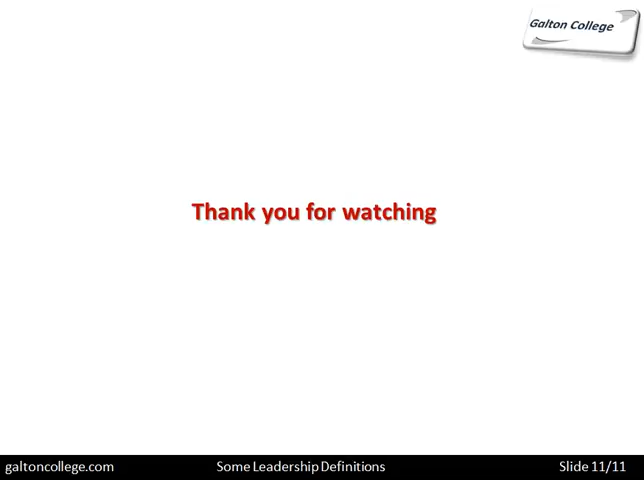 Galton College
Thank you for watching
galtoncollege.com
Some Leadership Definitions
Slide 11/11